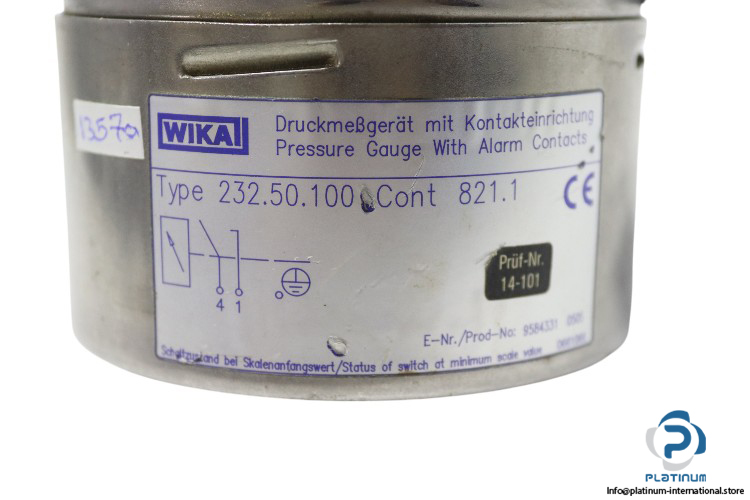 13570
WIKA
Druckmeßgerät mit Kontakteinrichtung
Pressure Gauge With Alarm Contacts
Type 232.50.100 Cont 821.1
CE
4 1
Prüf-Nr.
14-101
E-Nr./Prod-No: 9584331 0505
Schaltzustand bei Skalenanfangswert/Status of switch at minimum scale value
PLATINUM
Info@platinum-international.store